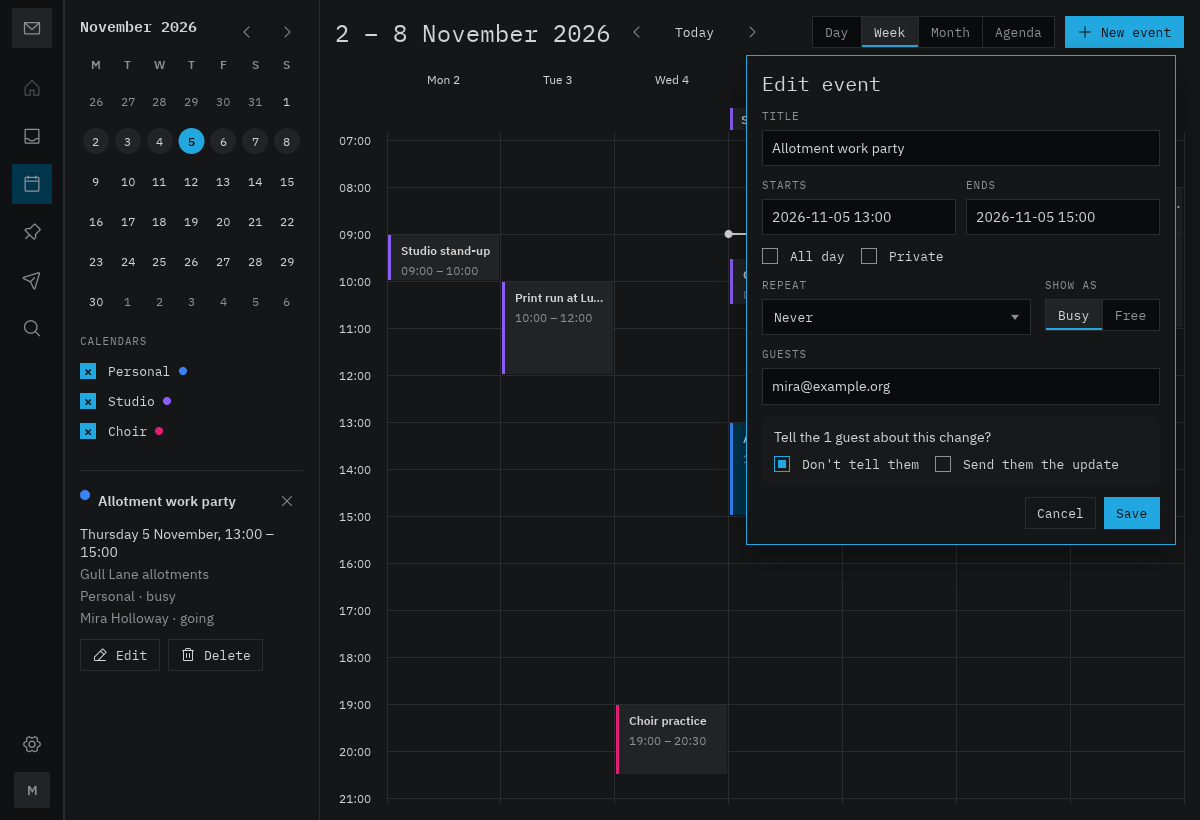 November 2026
M T W T F S S
26 27 28 29 30 31 1
2 3 4 5 6 7 8
9 10 11 12 13 14 15
16 17 18 19 20 21 22
23 24 25 26 27 28 29
30 1 2 3 4 5 6
CALENDARS
Personal
Studio
Choir
Allotment work party
Thursday 5 November, 13:00 –
15:00
Gull Lane allotments
Personal · busy
Mira Holloway · going
Edit Delete
M
2 – 8 November 2026
Today
Day Week Month Agenda
New event
Mon 2 Tue 3 Wed 4
07:00
08:00
09:00
10:00
11:00
12:00
13:00
14:00
15:00
16:00
17:00
18:00
19:00
20:00
21:00
Studio stand-up
09:00 – 10:00
Print run at Lu...
10:00 – 12:00
Choir practice
19:00 – 20:30
Edit event
TITLE
Allotment work party
STARTS ENDS
2026-11-05 13:00 2026-11-05 15:00
All day Private
REPEAT SHOW AS
Never Busy Free
GUESTS
mira@example.org
Tell the 1 guest about this change?
Don't tell them Send them the update
Cancel Save